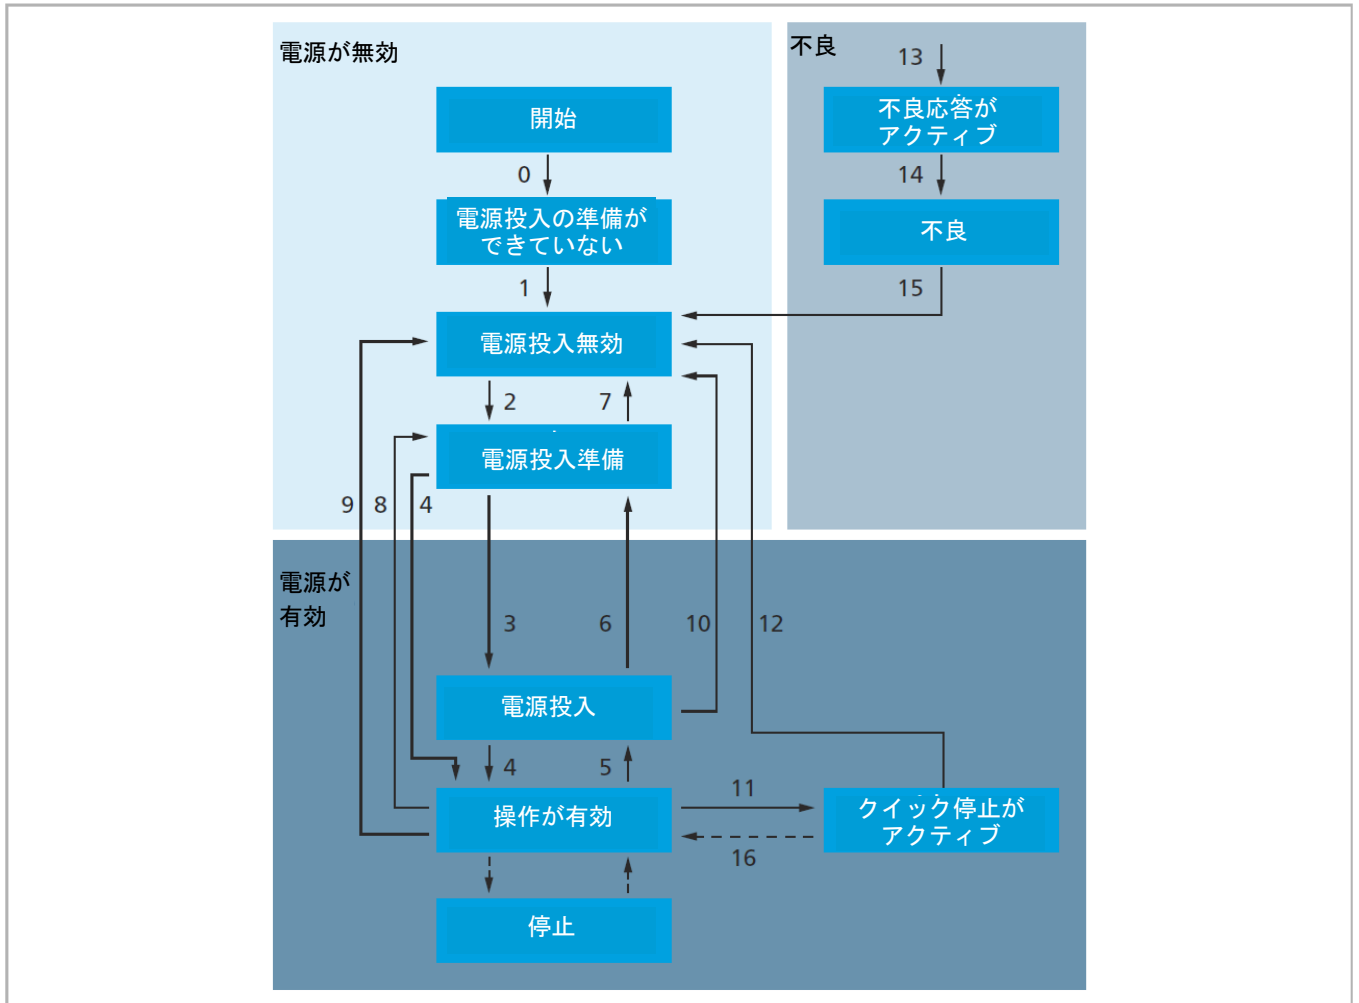 電源が無効
開始
0
電源投入の準備が
できていない
1
電源投入無効
2
7
電源投入準備
9
8
4
不良
13
不良応答が
アクティブ
14
不良
15
電源が
有効
3
6
10
12
電源投入
4
5
操作が有効
11
16
クイック停止が
アクティブ
停止